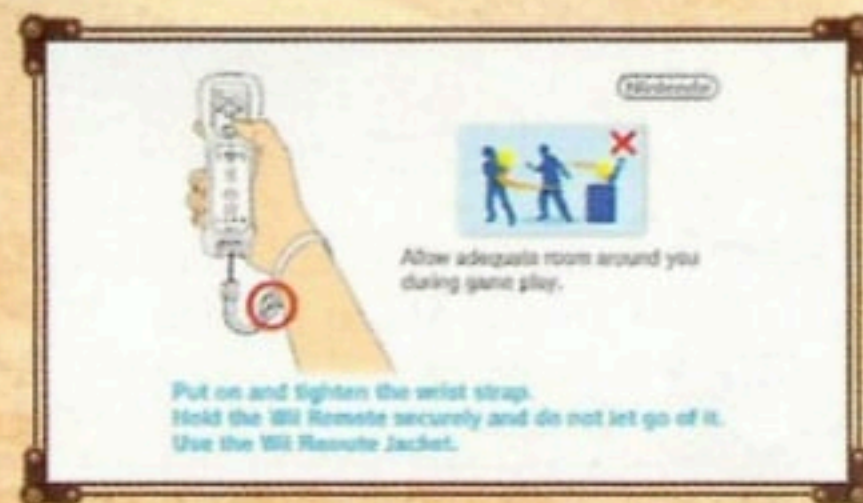 Nintendo
Allow adequate room around you
during game play.
Put on and tighten the wrist strap.
Hold the Wii Remote securely and do not let go of it.
Use the Wii Remote Jacket.